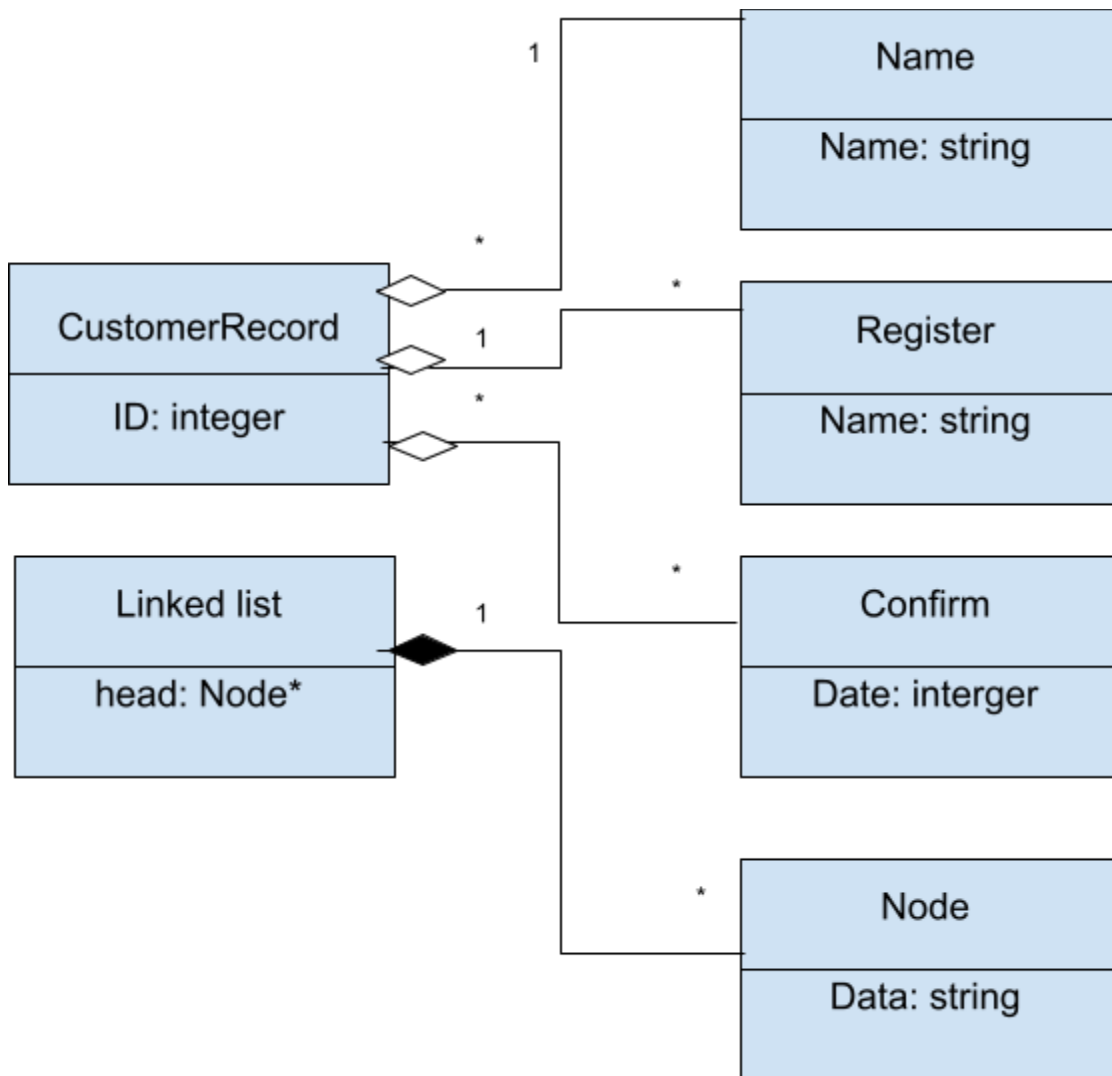 1
Name
Name: string
*
CustomerRecord
ID: integer
1
*
Register
Name: string
*
*
Confirm
Date: interger
Linked list
head: Node*
1
*
Node
Data: string